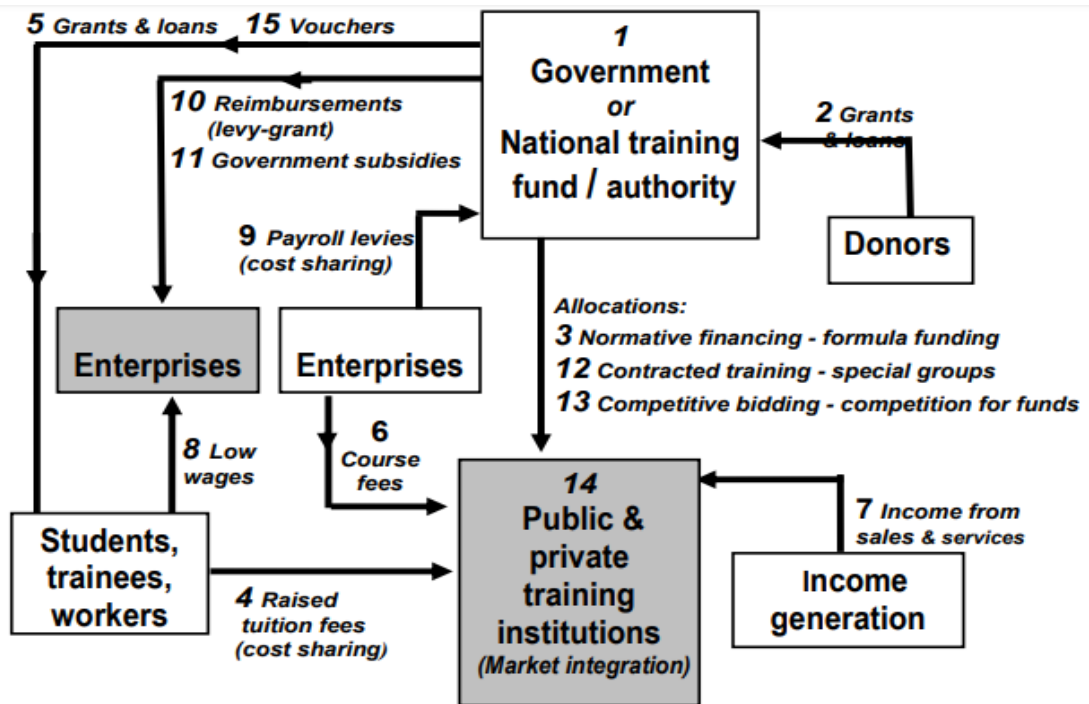 5 Grants & loans 15 Vouchers
1
Government
or
National training
fund / authority
10 Reimbursements
(levy-grant)
11 Government subsidies
2 Grants
& loans
9 Payroll levies
(cost sharing)
Donors
Allocations:
3 Normative financing - formula funding
12 Contracted training - special groups
13 Competitive bidding - competition for funds
Enterprises
Enterprises
8 Low
wages
6
Course
fees
14
Public &
private
training
institutions
(Market integration)
7 Income from
sales & services
Students,
trainees,
workers
4 Raised
tuition fees
(cost sharing)
Income
generation